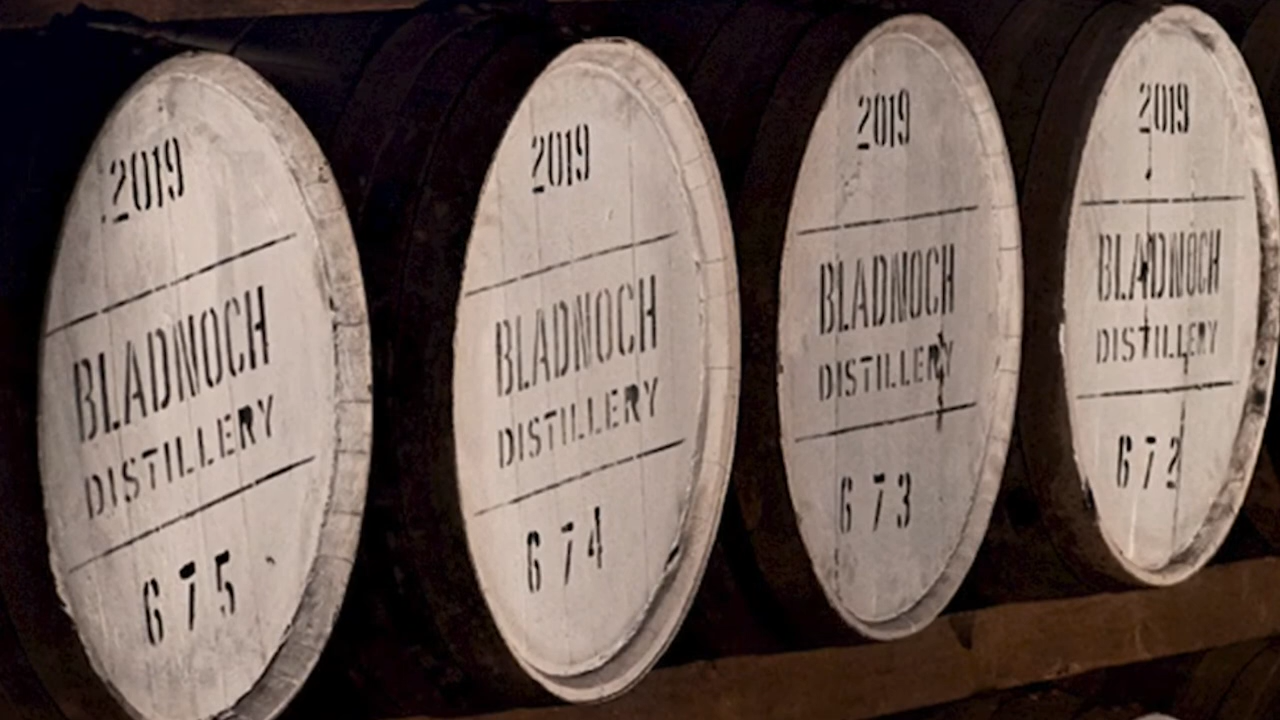 2019
BLADNOCH
DISTILLERY
675
2019
BLADNOCH
DISTILLERY
674
2019
BLADNOCH
DISTILLERY
673
2019
BLADNOCH
DISTILLERY
672